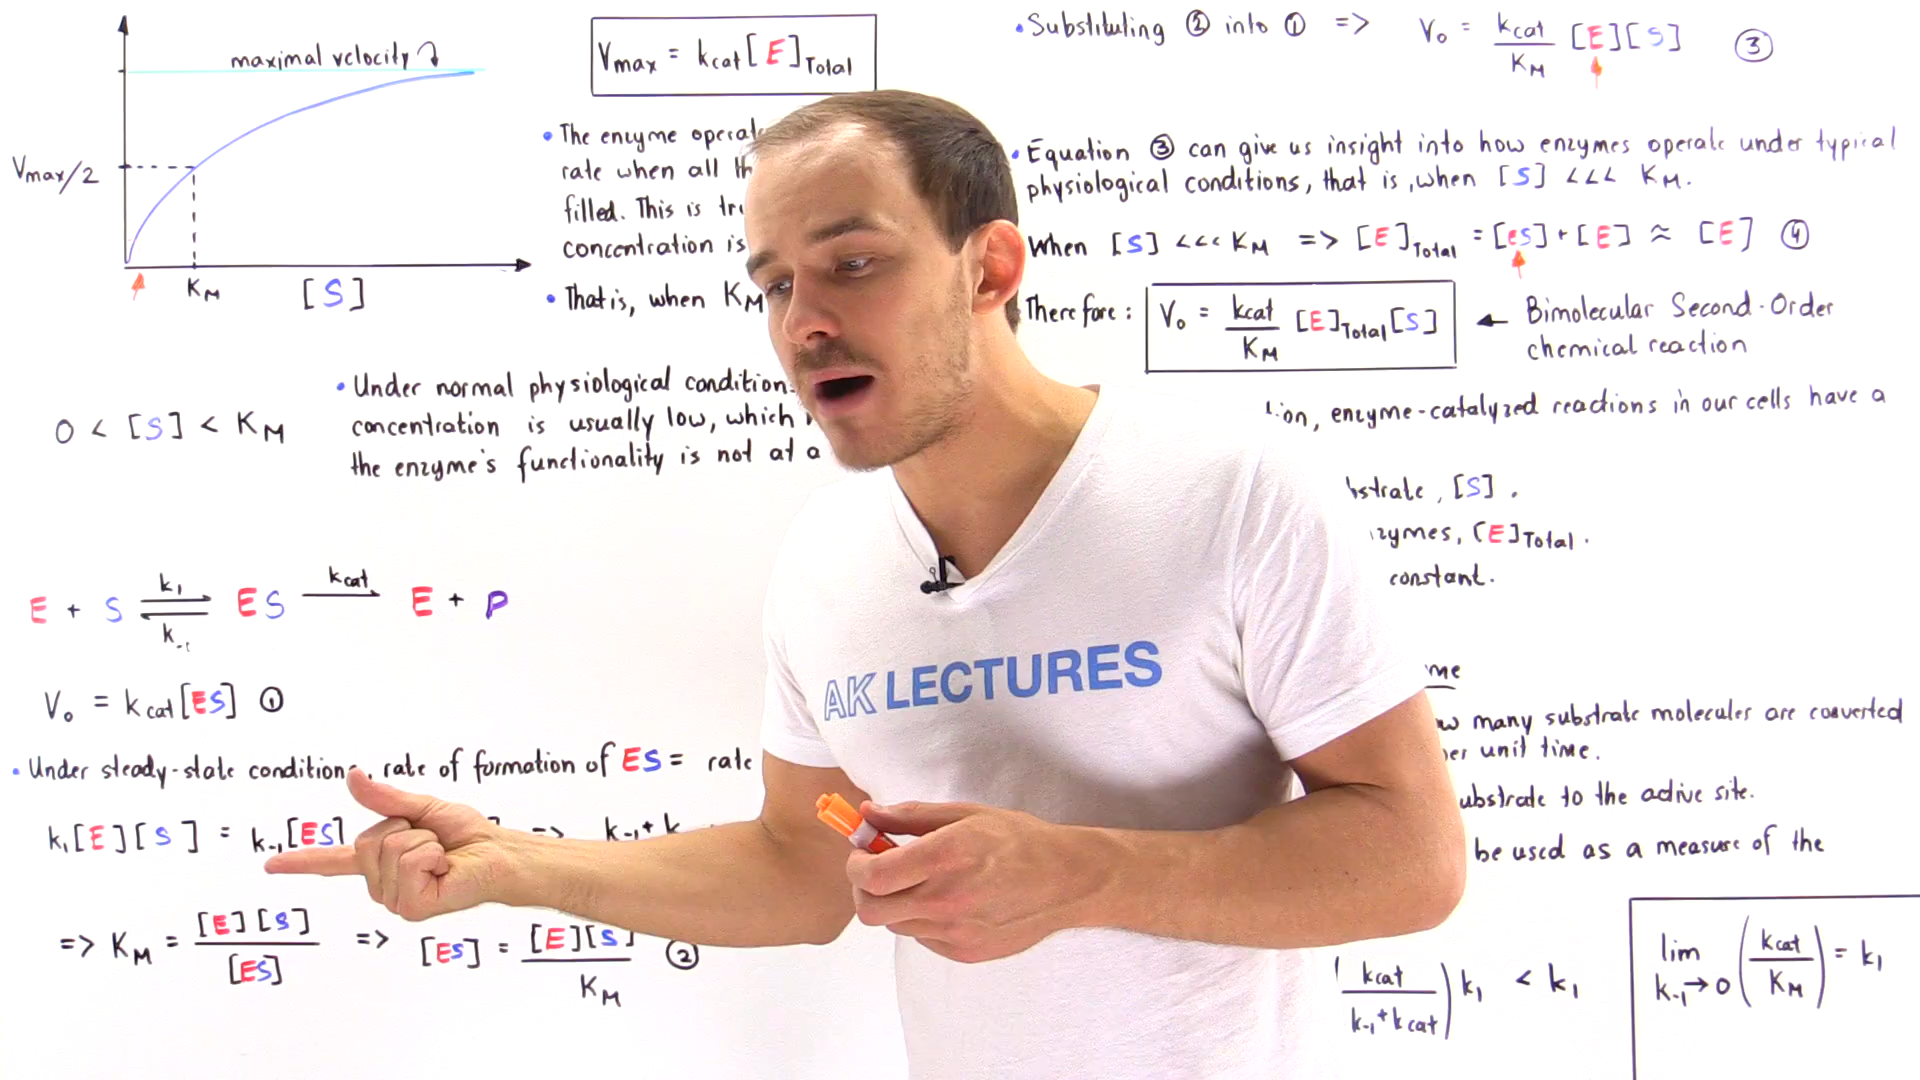 maximal velocity
Vmax/2
KM
[S]
Vmax = kcat[E]Total
• The enzyme
rate when all
filled. This is
concentration is
• That is, when KM
0 < [S] < KM
• Under normal physiological
concentration is usually low, which
the enzyme's functionality is not at a
E + S k1 ⇌ k-1 ES kcat → E + P
V0 = kcat[ES] ①
• Under steady-state conditions, rate of formation of ES = rate
k1[E][S] = k-1[ES] => k-1 + k
=> KM = [E][S] / [ES] => [ES] = [E][S] / KM ②
• Substituting ② into ① => V0 = kcat / KM [E][S] ③
• Equation ③ can give us insight into how enzymes operate under typical
physiological conditions, that is, when [S] <<< KM.
When [S] <<< KM => [E]Total = [ES] + [E] ≈ [E] ④
Therefore: V0 = kcat / KM [E]Total[S] ← Bimolecular Second-Order
chemical reaction
enzyme-catalyzed reactions in our cells have a
[S].
[E]Total.
constant.
many substrate molecules are converted
unit time.
to the active site.
be used as a measure of the
(kcat / k-1 + kcat) k1 < k1
lim k-1→0 (kcat / KM) = k1
AK LECTURES